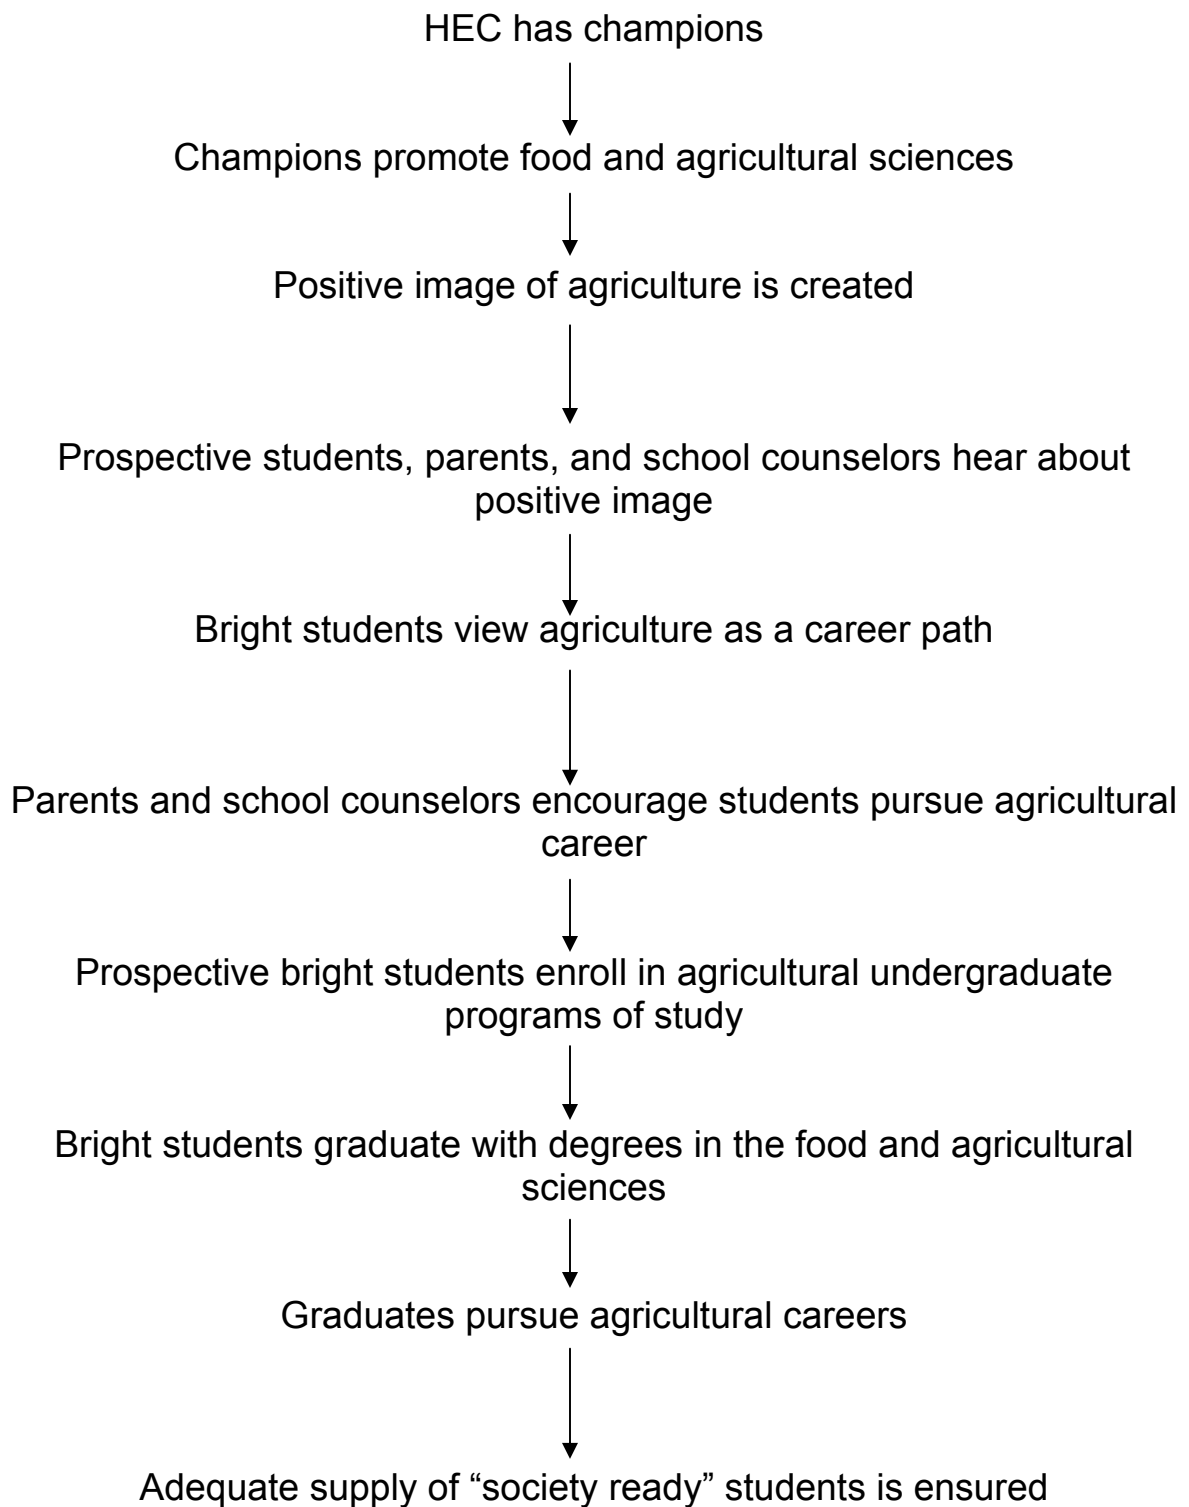 HEC has champions
Champions promote food and agricultural sciences
Positive image of agriculture is created
Prospective students, parents, and school counselors hear about
positive image
Bright students view agriculture as a career path
Parents and school counselors encourage students pursue agricultural
career
Prospective bright students enroll in agricultural undergraduate
programs of study
Bright students graduate with degrees in the food and agricultural
sciences
Graduates pursue agricultural careers
Adequate supply of “society ready” students is ensured